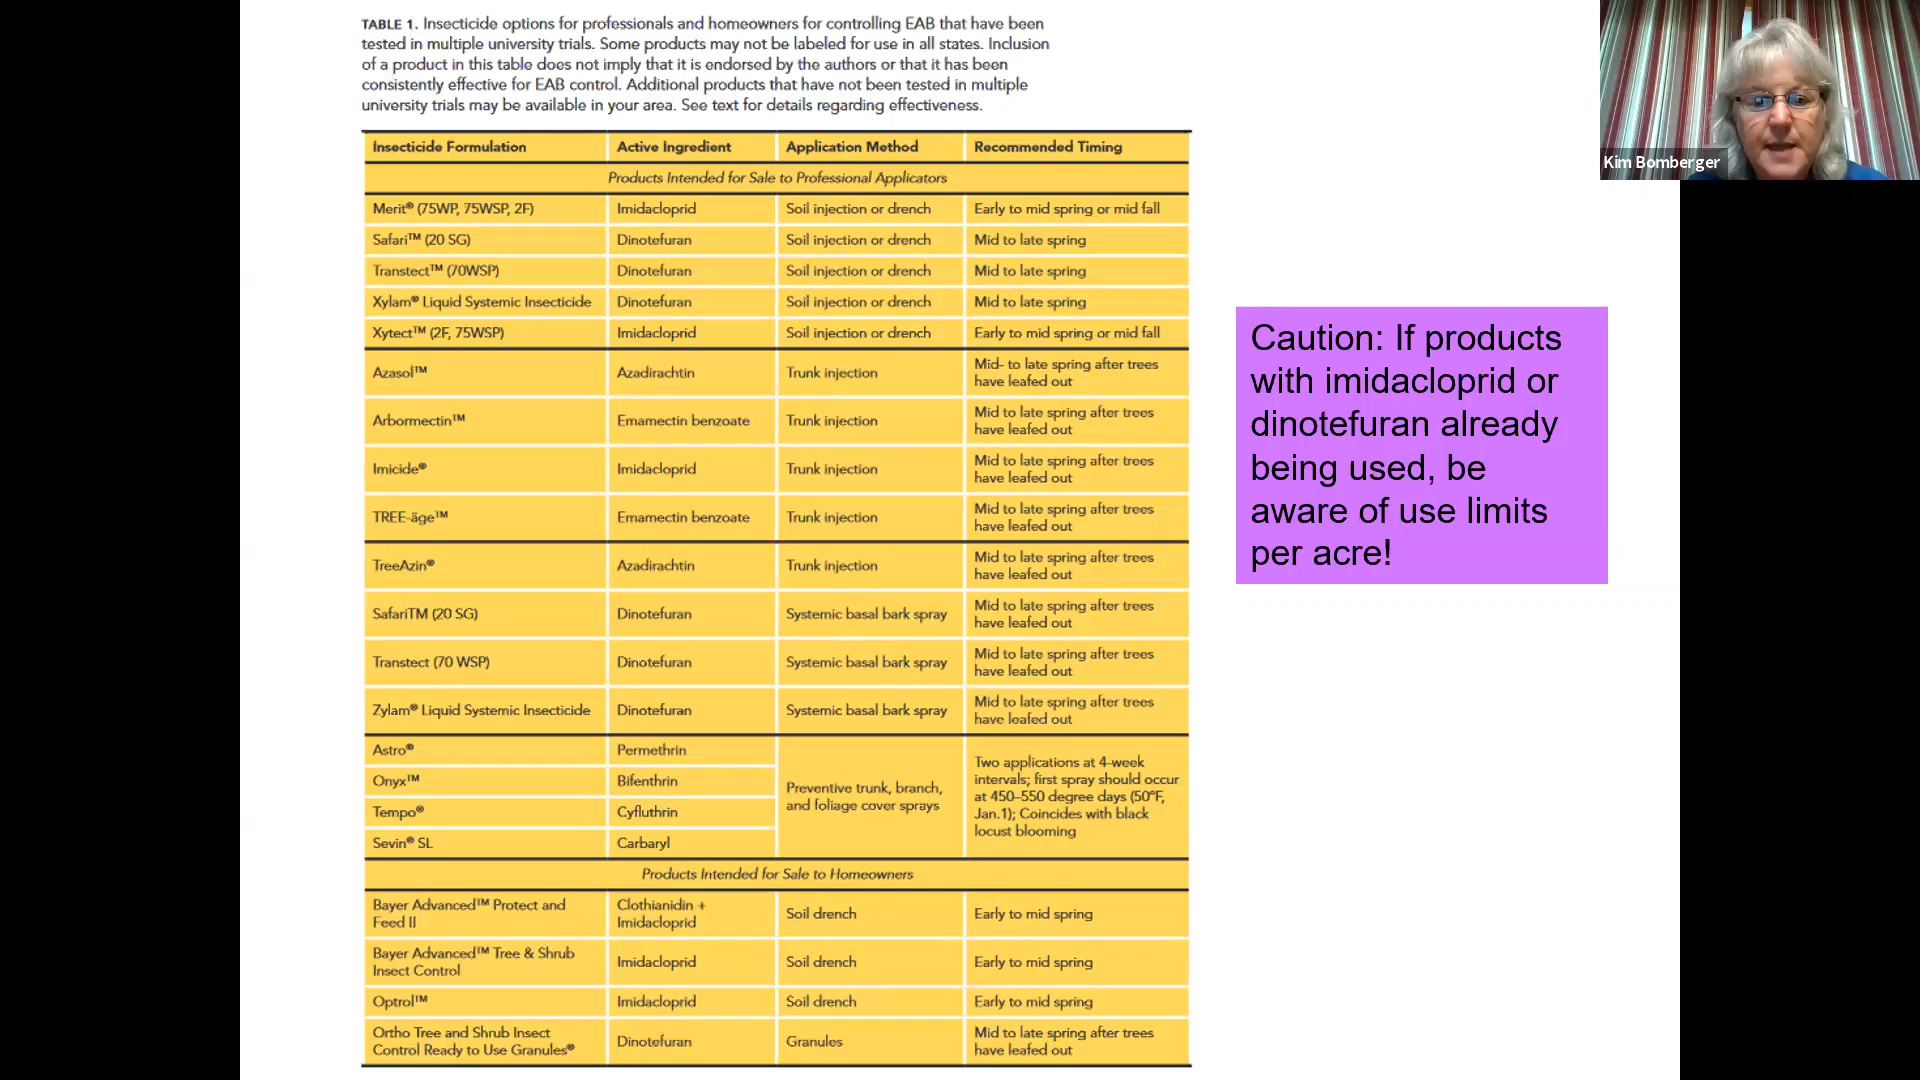 TABLE 1. Insecticide options for professionals and homeowners for controlling EAB that have been
tested in multiple university trials. Some products may not be labeled for use in all states. Inclusion
of a product in this table does not imply that it is endorsed by the authors or that it has been
consistently effective for EAB control. Additional products that have not been tested in multiple
university trials may be available in your area. See text for details regarding effectiveness.
Insecticide Formulation Active Ingredient Application Method Recommended Timing
Products Intended for Sale to Professional Applicators
Merit® (75WP, 75WSP, 2F) Imidacloprid Soil injection or drench Early to mid spring or mid fall
Safari™ (20 SG) Dinotefuran Soil injection or drench Mid to late spring
Transtect™ (70WSP) Dinotefuran Soil injection or drench Mid to late spring
Xylam® Liquid Systemic Insecticide Dinotefuran Soil injection or drench Mid to late spring
Xytect™ (2F, 75WSP) Imidacloprid Soil injection or drench Early to mid spring or mid fall
Azasol™ Azadirachtin Trunk injection Mid- to late spring after trees
have leafed out
Arbormectin™ Emamectin benzoate Trunk injection Mid to late spring after trees
have leafed out
Imicide® Imidacloprid Trunk injection Mid to late spring after trees
have leafed out
TREE-äge™ Emamectin benzoate Trunk injection Mid to late spring after trees
have leafed out
TreeAzin® Azadirachtin Trunk injection Mid to late spring after trees
have leafed out
SafariTM (20 SG) Dinotefuran Systemic basal bark spray Mid to late spring after trees
have leafed out
Transtect (70 WSP) Dinotefuran Systemic basal bark spray Mid to late spring after trees
have leafed out
Zylam® Liquid Systemic Insecticide Dinotefuran Systemic basal bark spray Mid to late spring after trees
have leafed out
Astro® Permethrin
Onyx™ Bifenthrin
Tempo® Cyfluthrin
Sevin® SL Carbaryl
Preventive trunk, branch,
and foliage cover sprays
Two applications at 4-week
intervals; first spray should occur
at 450–550 degree days (50°F,
Jan.1); Coincides with black
locust blooming
Products Intended for Sale to Homeowners
Bayer Advanced™ Protect and
Feed II
Clothianidin +
Imidacloprid
Soil drench Early to mid spring
Bayer Advanced™ Tree & Shrub
Insect Control
Imidacloprid Soil drench Early to mid spring
Optrol™ Imidacloprid Soil drench Early to mid spring
Ortho Tree and Shrub Insect
Control Ready to Use Granules®
Dinotefuran Granules Mid to late spring after trees
have leafed out
Caution: If products
with imidacloprid or
dinotefuran already
being used, be
aware of use limits
per acre!
Kim Bomberger